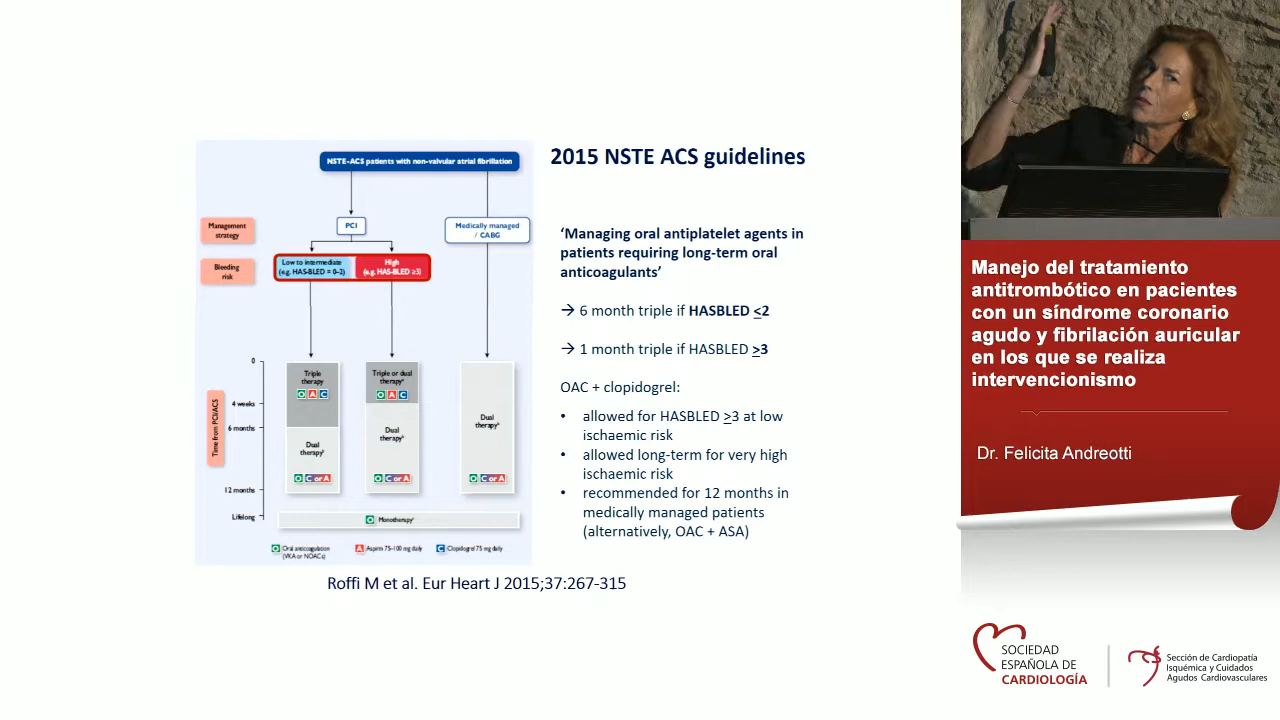 NSTE-ACS patients with non-valvular atrial fibrillation
Management
strategy
PCI
Medically managed
/ CABG
Bleeding
risk
Low to intermediate
(e.g. HAS-BLED = 0–2)
High
(e.g. HAS-BLED ≥3)
Time from PCI/ACS
0
4 weeks
6 months
12 months
Lifelong
Triple
therapy
O A C
Dual
therapyᵇ
O C or A
Triple or dual
therapyᵃ
O A C
Dual
therapyᵇ
O C or A
Dual
therapyᵇ
O C or A
O Monotherapyᶜ
O Oral anticoagulation
(VKA or NOACs)
A Aspirin 75–100 mg daily
C Clopidogrel 75 mg daily
2015 NSTE ACS guidelines
‘Managing oral antiplatelet agents in
patients requiring long-term oral
anticoagulants’
→ 6 month triple if HASBLED <2
→ 1 month triple if HASBLED >3
OAC + clopidogrel:
• allowed for HASBLED >3 at low
ischaemic risk
• allowed long-term for very high
ischaemic risk
• recommended for 12 months in
medically managed patients
(alternatively, OAC + ASA)
Roffi M et al. Eur Heart J 2015;37:267-315
Manejo del tratamiento
antitrombótico en pacientes
con un síndrome coronario
agudo y fibrilación auricular
en los que se realiza
intervencionismo
Dr. Felicita Andreotti
SOCIEDAD
ESPAÑOLA DE
CARDIOLOGÍA
Sección de Cardiopatía
Isquémica y Cuidados
Agudos Cardiovasculares